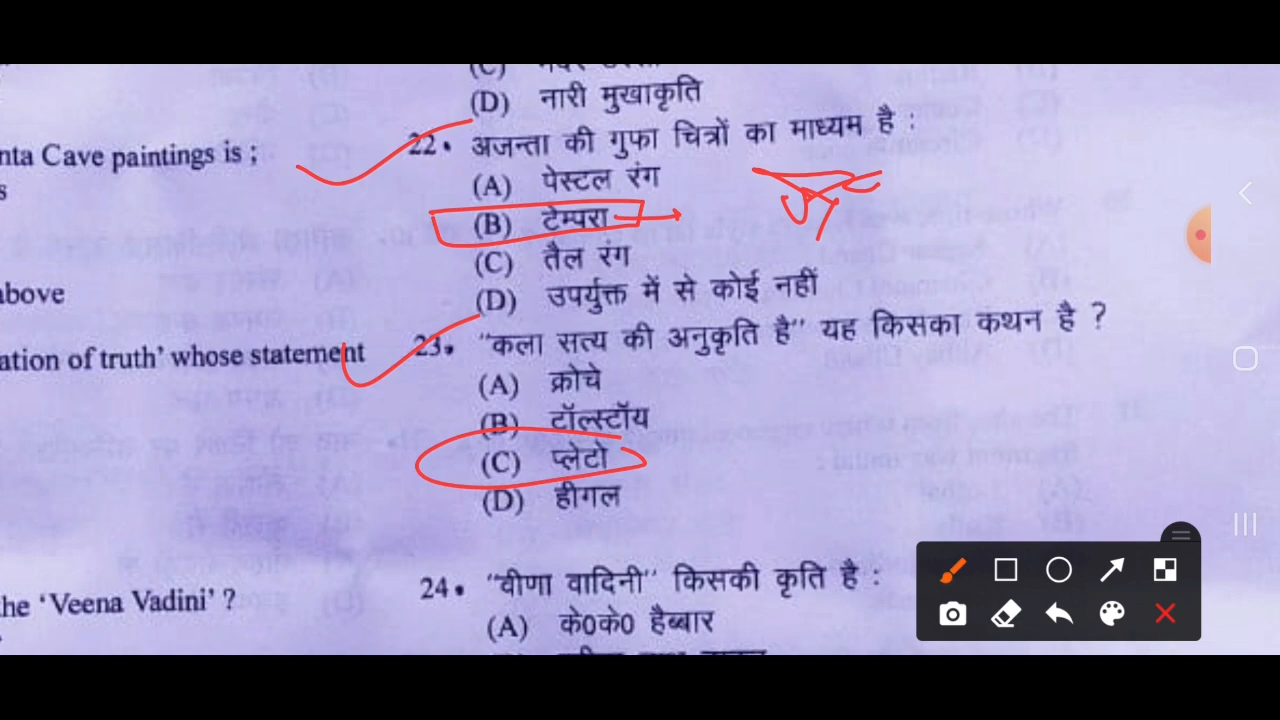 (D) नारी मुखाकृति
nta Cave paintings is ;
s
above
ation of truth' whose statement
the 'Veena Vadini' ?
22. अजन्ता की गुफा चित्रों का माध्यम है :
(A) पेस्टल रंग
(B) टेम्परा
(C) तैल रंग
(D) उपर्युक्त में से कोई नहीं
23. "कला सत्य की अनुकृति है" यह किसका कथन है ?
(A) क्रोचे
(B) टॉल्स्टॉय
(C) प्लेटो
(D) हीगल
24. "वीणा वादिनी" किसकी कृति है :
(A) के0के0 हैब्बार